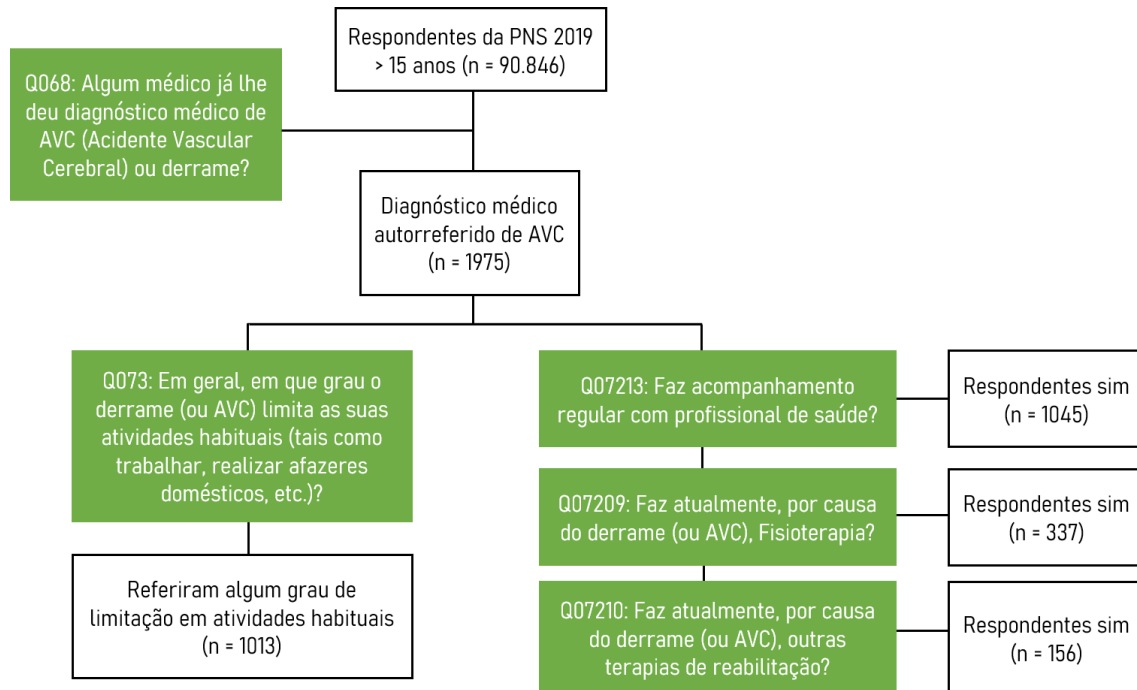 Respondentes da PNS 2019
> 15 anos (n = 90.846)
Q068: Algum médico já lhe
deu diagnóstico médico de
AVC (Acidente Vascular
Cerebral) ou derrame?
Diagnóstico médico
autorreferido de AVC
(n = 1975)
Q073: Em geral, em que grau o
derrame (ou AVC) limita as suas
atividades habituais (tais como
trabalhar, realizar afazeres
domésticos, etc.)?
Referiram algum grau de
limitação em atividades habituais
(n = 1013)
Q07213: Faz acompanhamento
regular com profissional de saúde?
Respondentes sim
(n = 1045)
Q07209: Faz atualmente, por causa
do derrame (ou AVC), Fisioterapia?
Respondentes sim
(n = 337)
Q07210: Faz atualmente, por causa
do derrame (ou AVC), outras
terapias de reabilitação?
Respondentes sim
(n = 156)